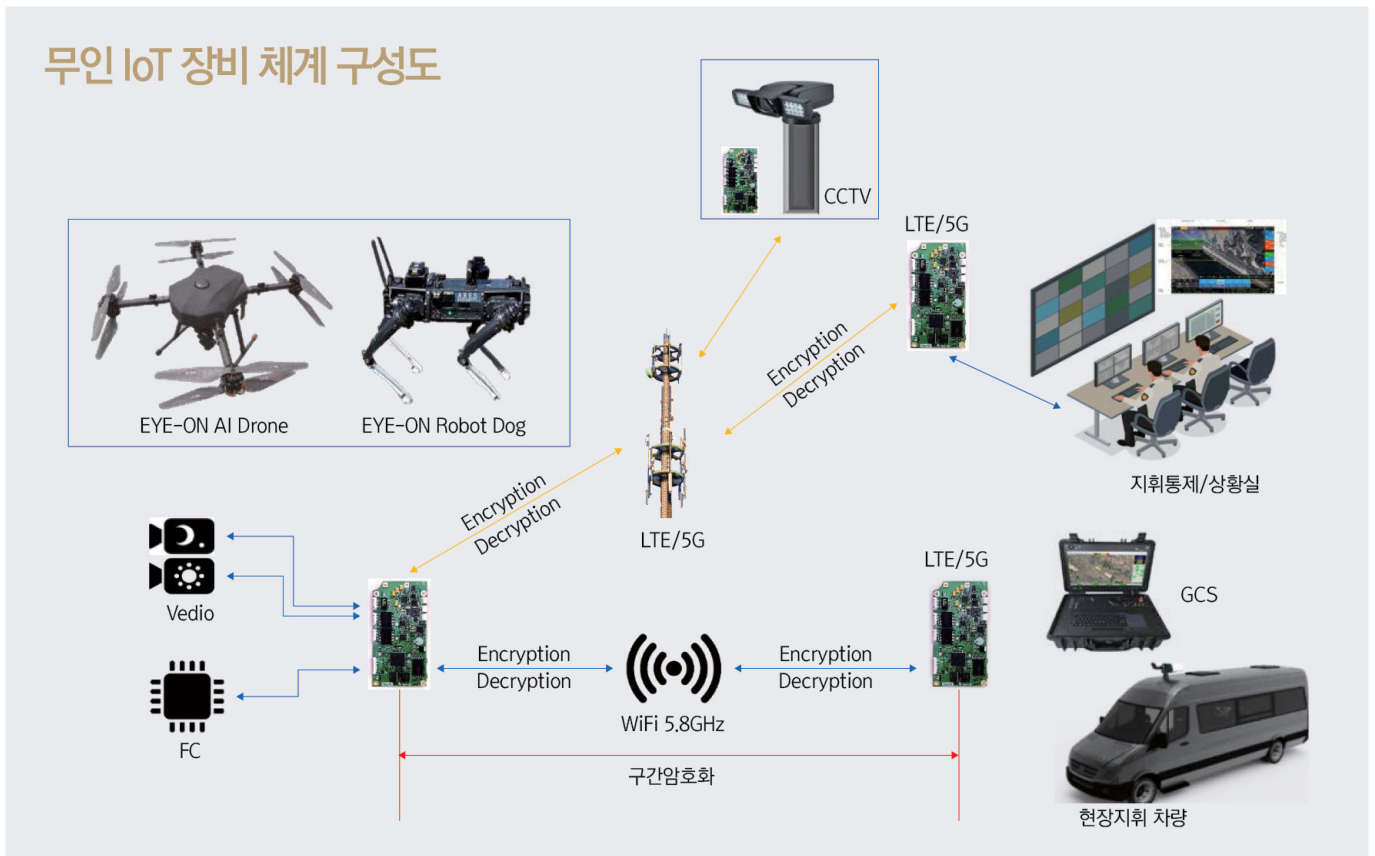 무인 IoT 장비 체계 구성도
CCTV
LTE/5G
EYE-ON AI Drone
EYE-ON Robot Dog
Encryption
Decryption
지휘통제/상황실
Encryption
Decryption
LTE/5G
Vedio
LTE/5G
GCS
Encryption
Decryption
Encryption
Decryption
WiFi 5.8GHz
FC
구간암호화
현장지휘 차량